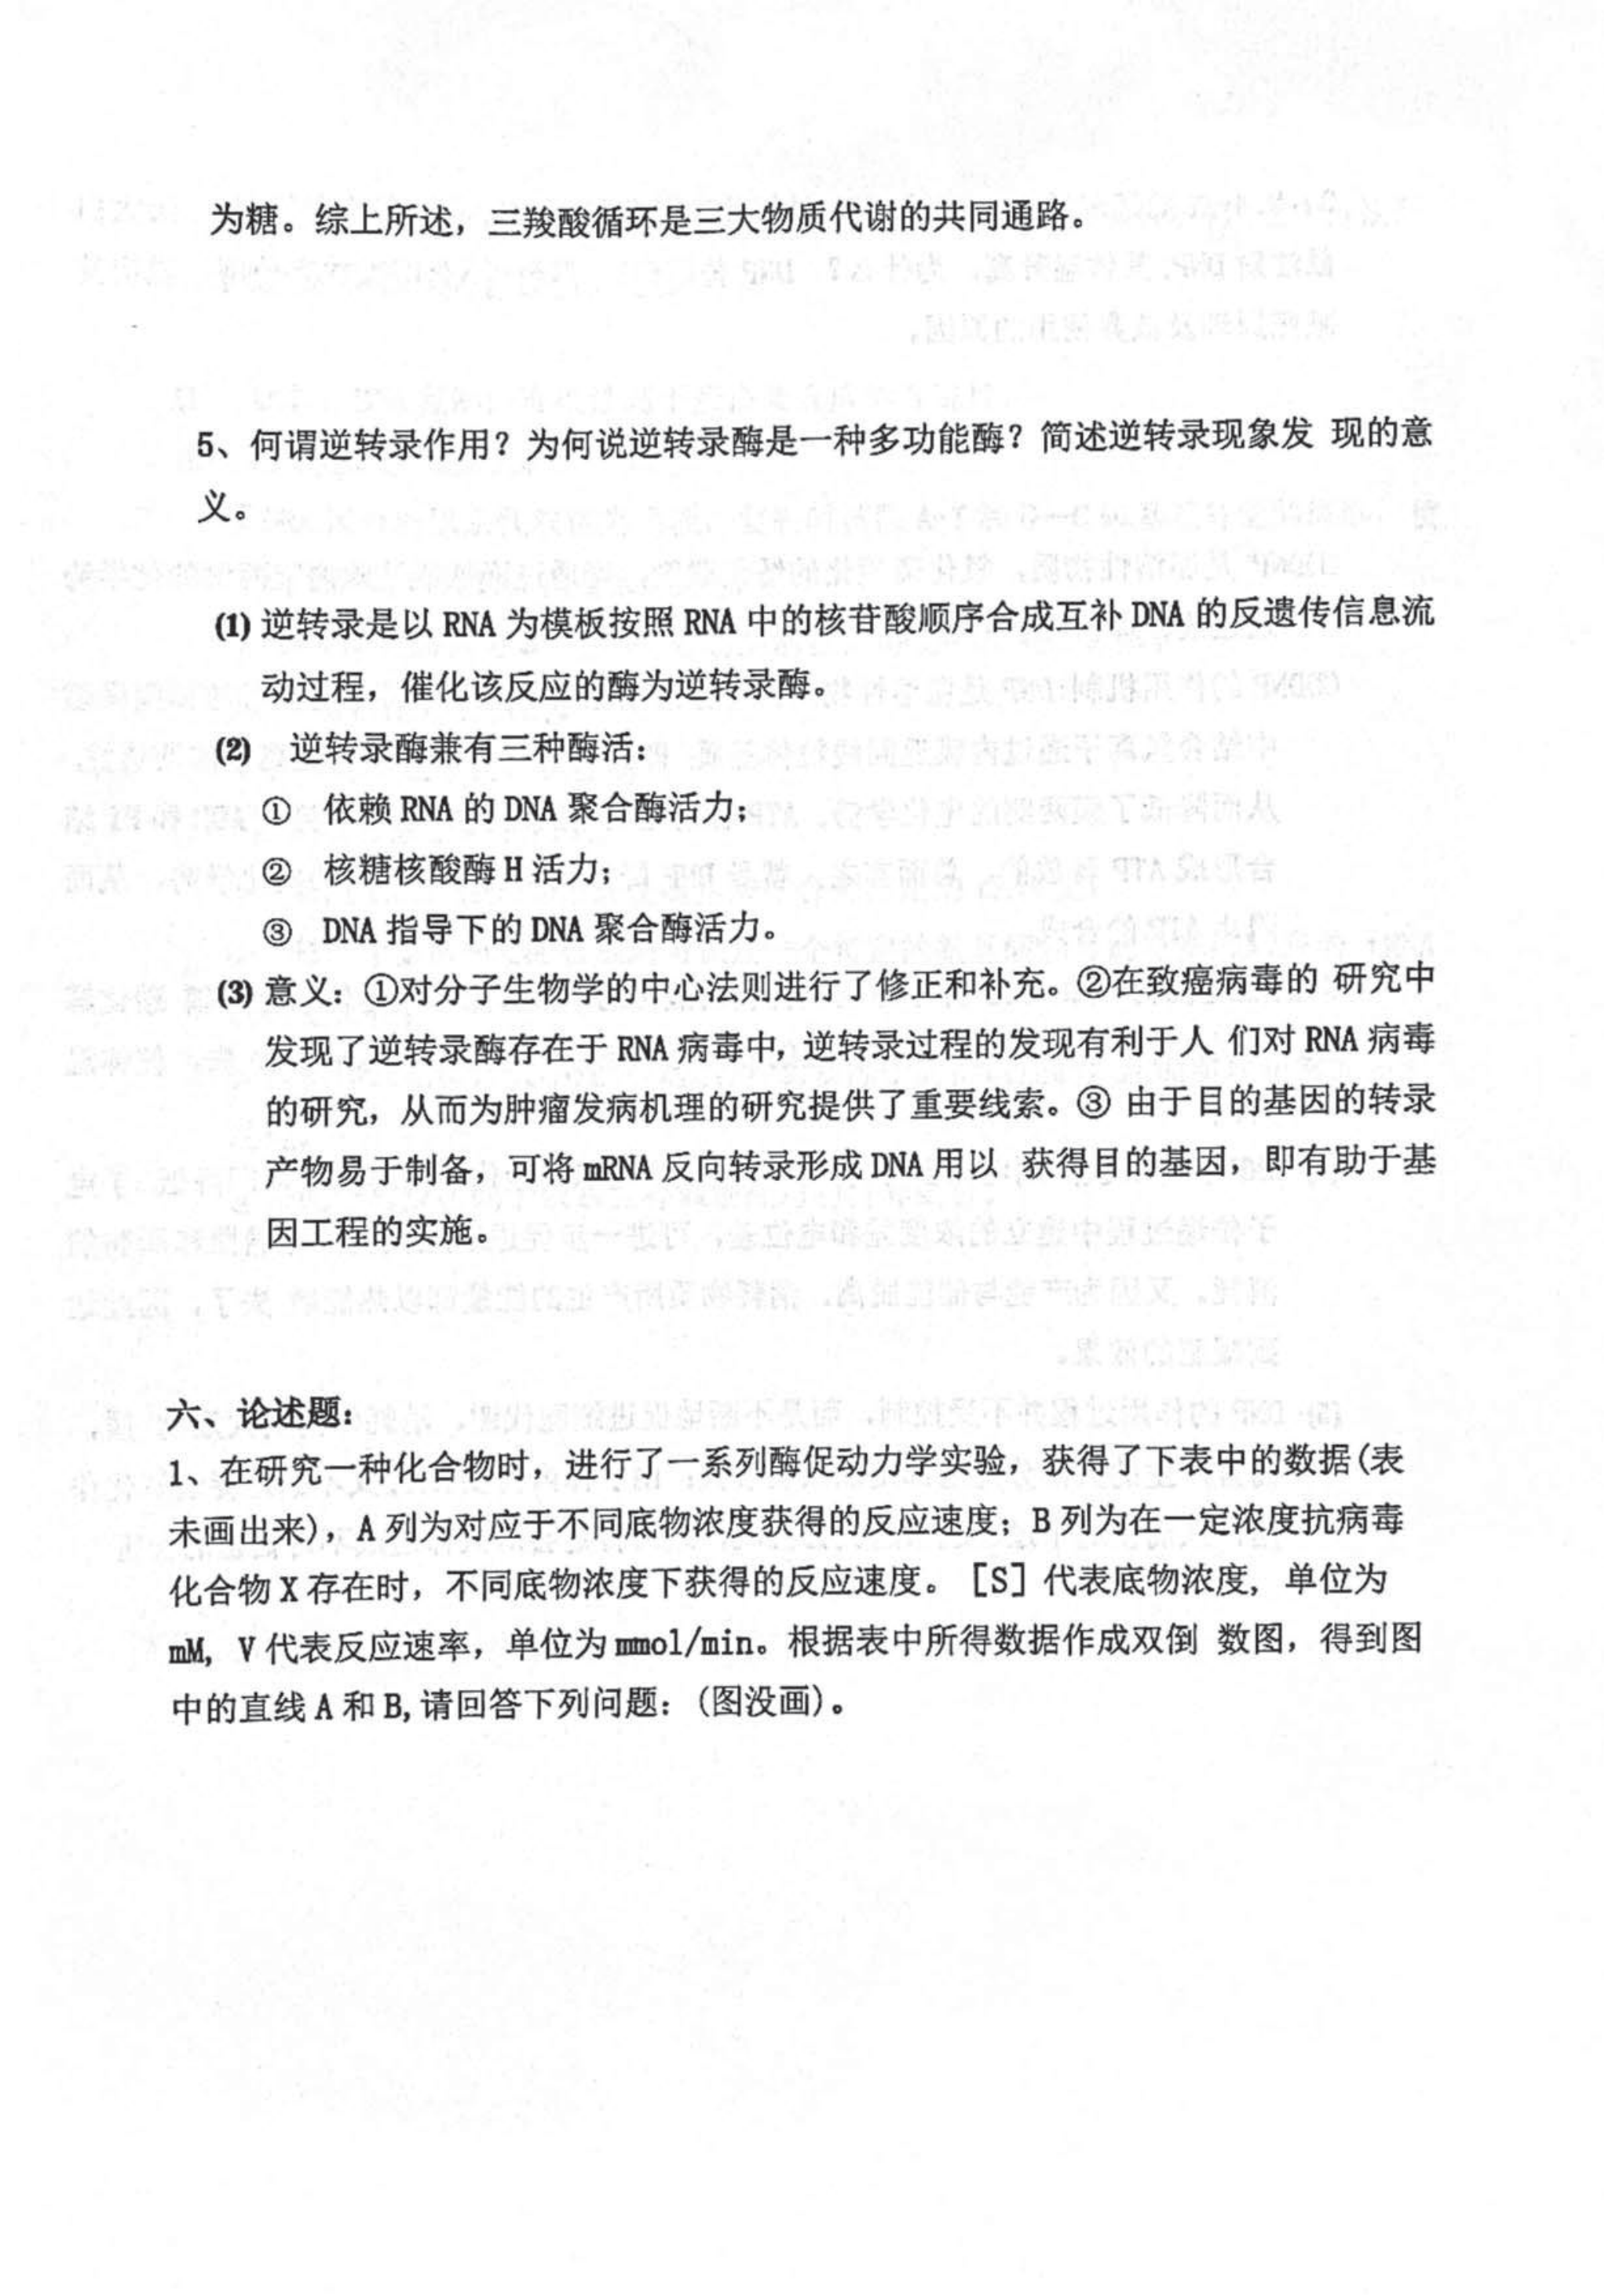 为糖。综上所述，三羧酸循环是三大物质代谢的共同通路。
5、何谓逆转录作用？为何说逆转录酶是一种多功能酶？简述逆转录现象发 现的意
义。
(1) 逆转录是以 RNA 为模板按照 RNA 中的核苷酸顺序合成互补 DNA 的反遗传信息流
动过程，催化该反应的酶为逆转录酶。
(2) 逆转录酶兼有三种酶活：
① 依赖 RNA 的 DNA 聚合酶活力；
② 核糖核酸酶 H 活力；
③ DNA 指导下的 DNA 聚合酶活力。
(3) 意义：①对分子生物学的中心法则进行了修正和补充。②在致癌病毒的 研究中
发现了逆转录酶存在于 RNA 病毒中, 逆转录过程的发现有利于人 们对 RNA 病毒
的研究，从而为肿瘤发病机理的研究提供了重要线索。③ 由于目的基因的转录
产物易于制备，可将 mRNA 反向转录形成 DNA 用以 获得目的基因，即有助于基
因工程的实施。
六、论述题：
1、在研究一种化合物时，进行了一系列酶促动力学实验，获得了下表中的数据(表
未画出来)，A 列为对应于不同底物浓度获得的反应速度；B 列为在一定浓度抗病毒
化合物 X 存在时，不同底物浓度下获得的反应速度。［S］代表底物浓度, 单位为
mM, V 代表反应速率，单位为 mmol/min。根据表中所得数据作成双倒 数图，得到图
中的直线 A 和 B, 请回答下列问题：(图没画)。